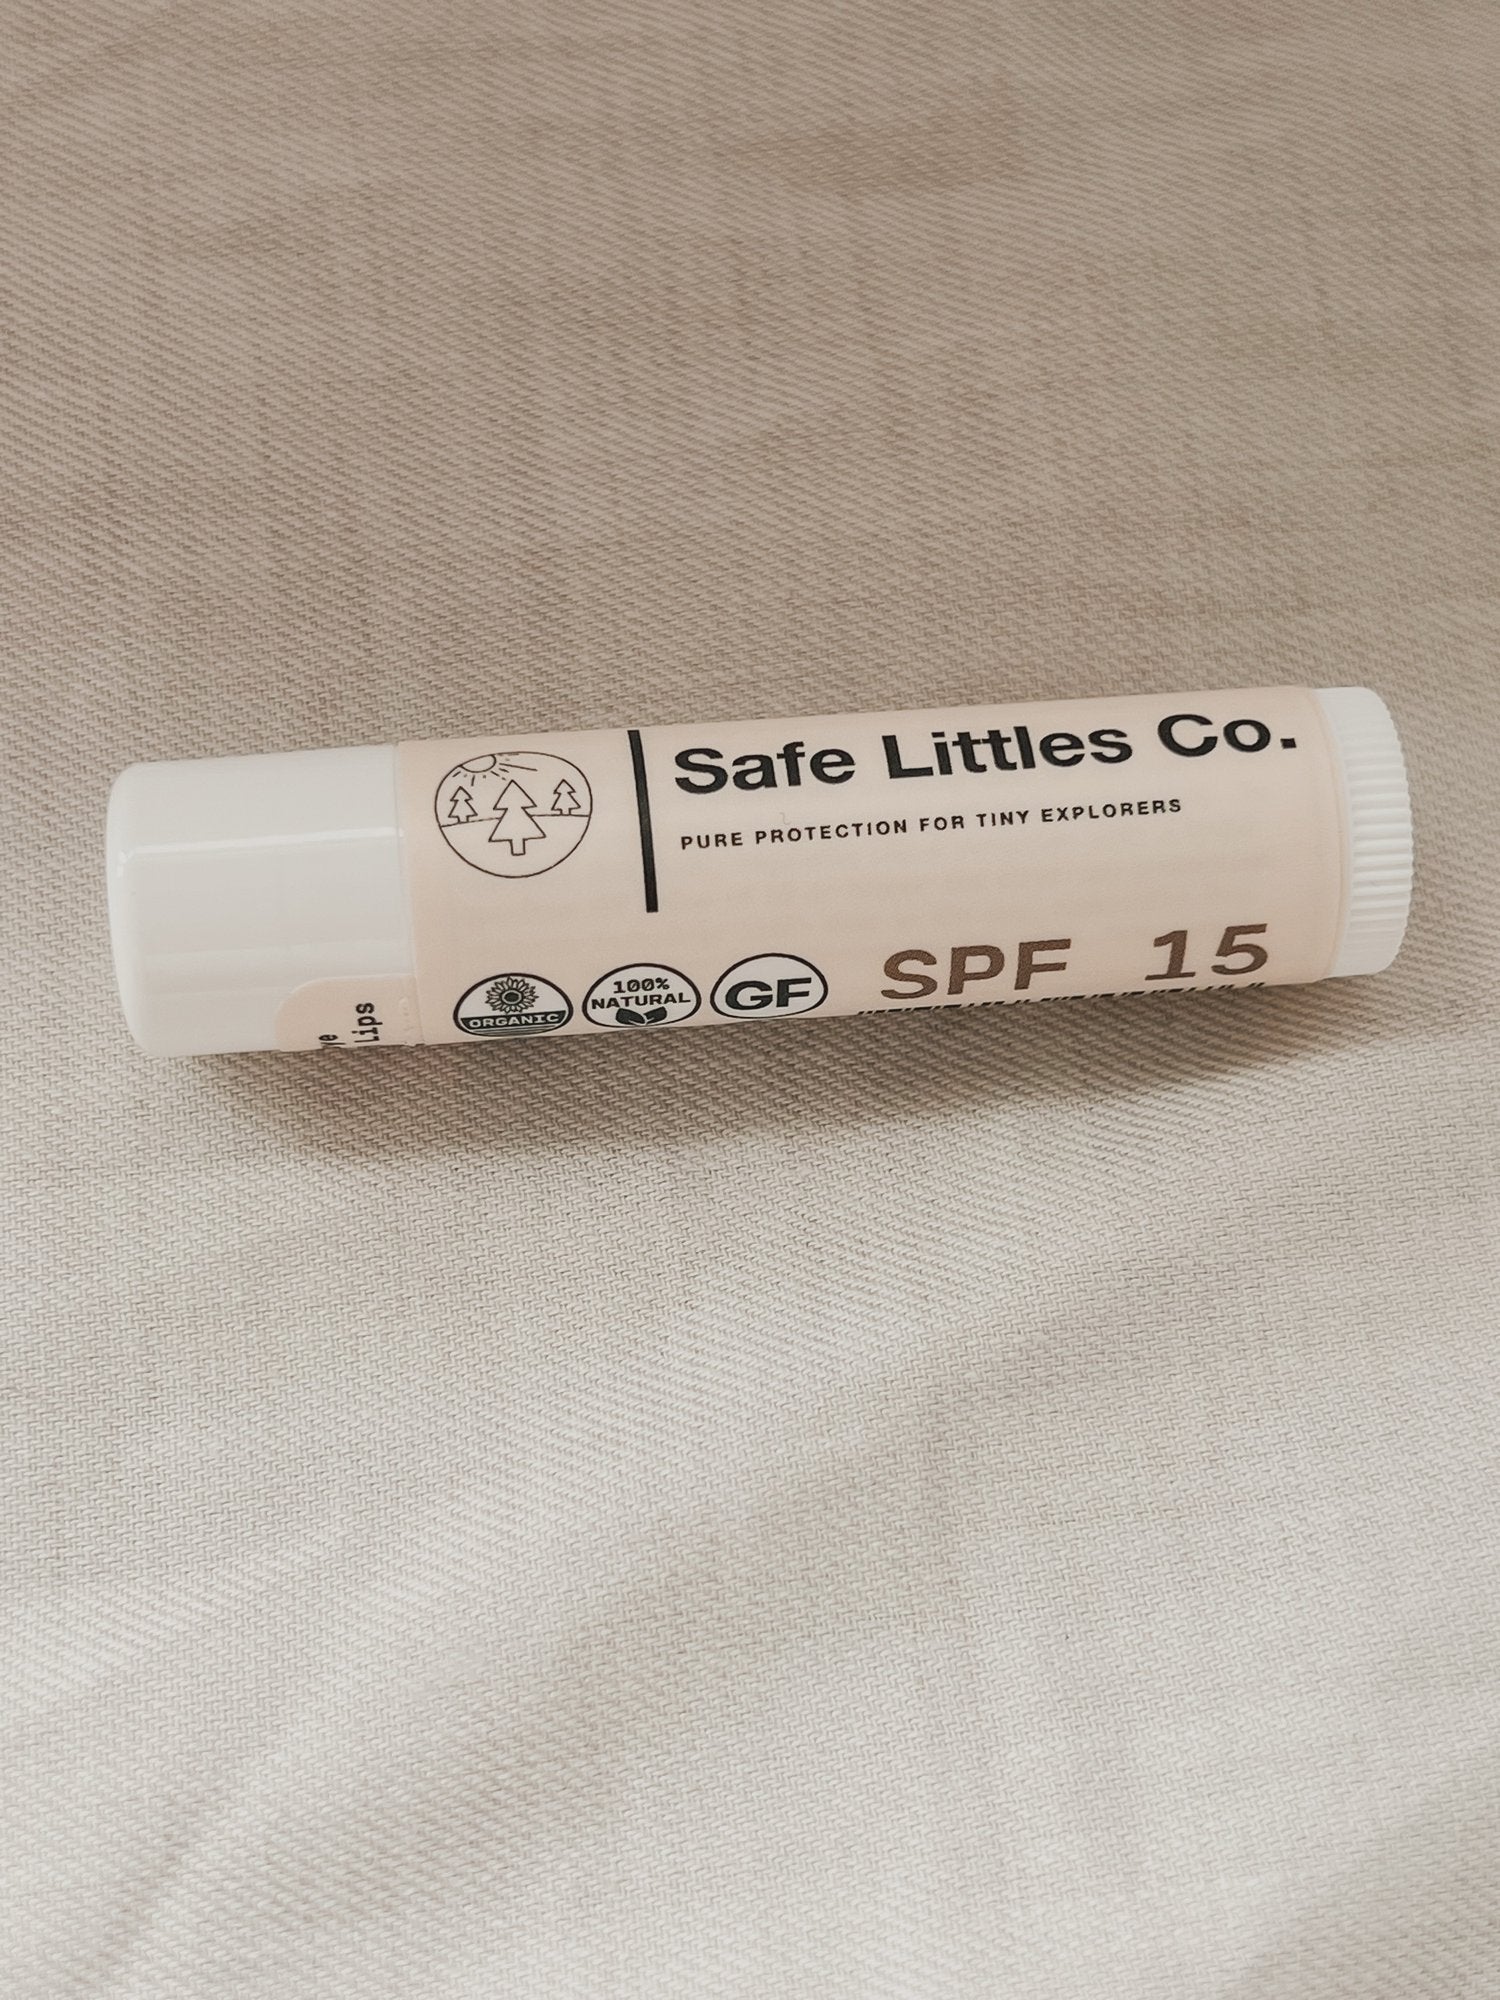 Safe Littles Co.
PURE PROTECTION FOR TINY EXPLORERS
ORGANIC
100%
NATURAL
GF
SPF 15
Lips